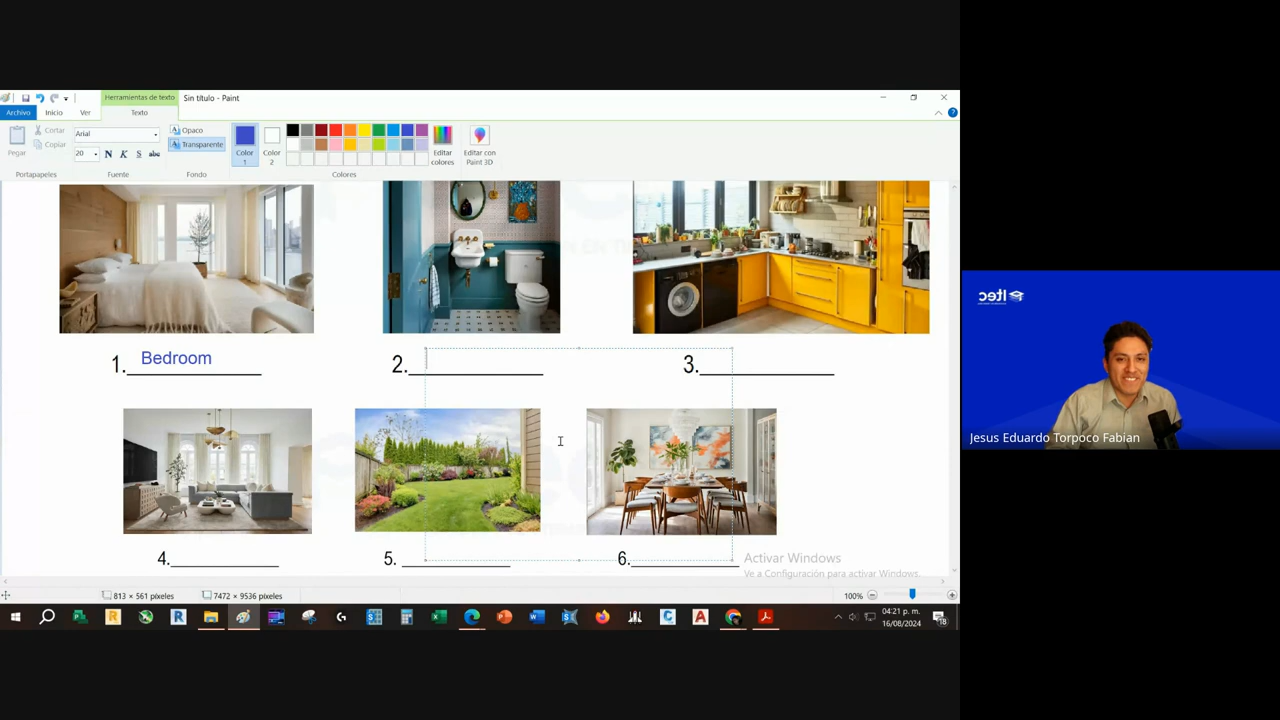 Herramientas de texto
Sin título - Paint
Archivo
Inicio
Ver
Texto
Pegar
Cortar
Copiar
Arial
20
N K S abc
Opaco
Transparente
Color 1
Color 2
Editar colores
Editar con Paint 3D
Portapapeles
Fuente
Fondo
Colores
1. Bedroom
2.
3.
4.
5.
6.
Activar Windows
Ve a Configuración para activar Windows.
813 × 561 píxeles
7472 × 9536 píxeles
100%
04:21 p. m.
16/08/2024
18
Itec
Jesus Eduardo Torpoco Fabian